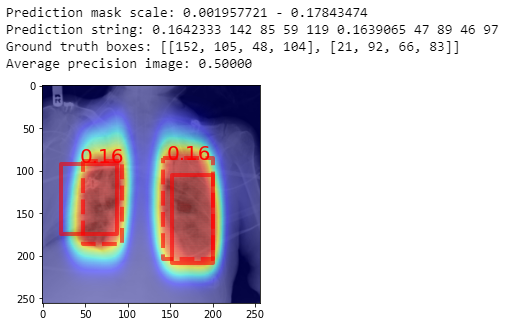 Prediction mask scale: 0.001957721 - 0.17843474
Prediction string: 0.1642333 142 85 59 119 0.1639065 47 89 46 97
Ground truth boxes: [[152, 105, 48, 104], [21, 92, 66, 83]]
Average precision image: 0.50000
0
50
0.16 0.16
100
150
200
250
0 50 100 150 200 250